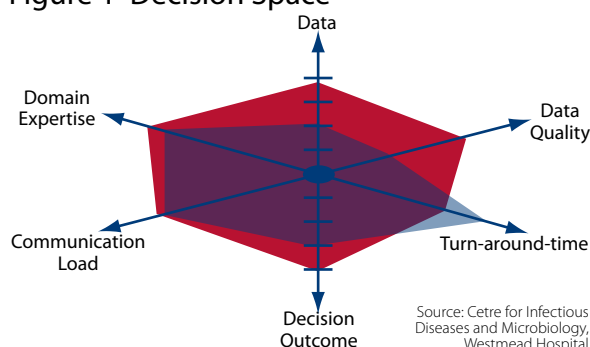 Figure 1 Decision Space
Data
Domain
Expertise
Data
Quality
Communication
Load
Turn-around-time
Decision
Outcome
Source: Cetre for Infectious
Diseases and Microbiology,
Westmead Hospital